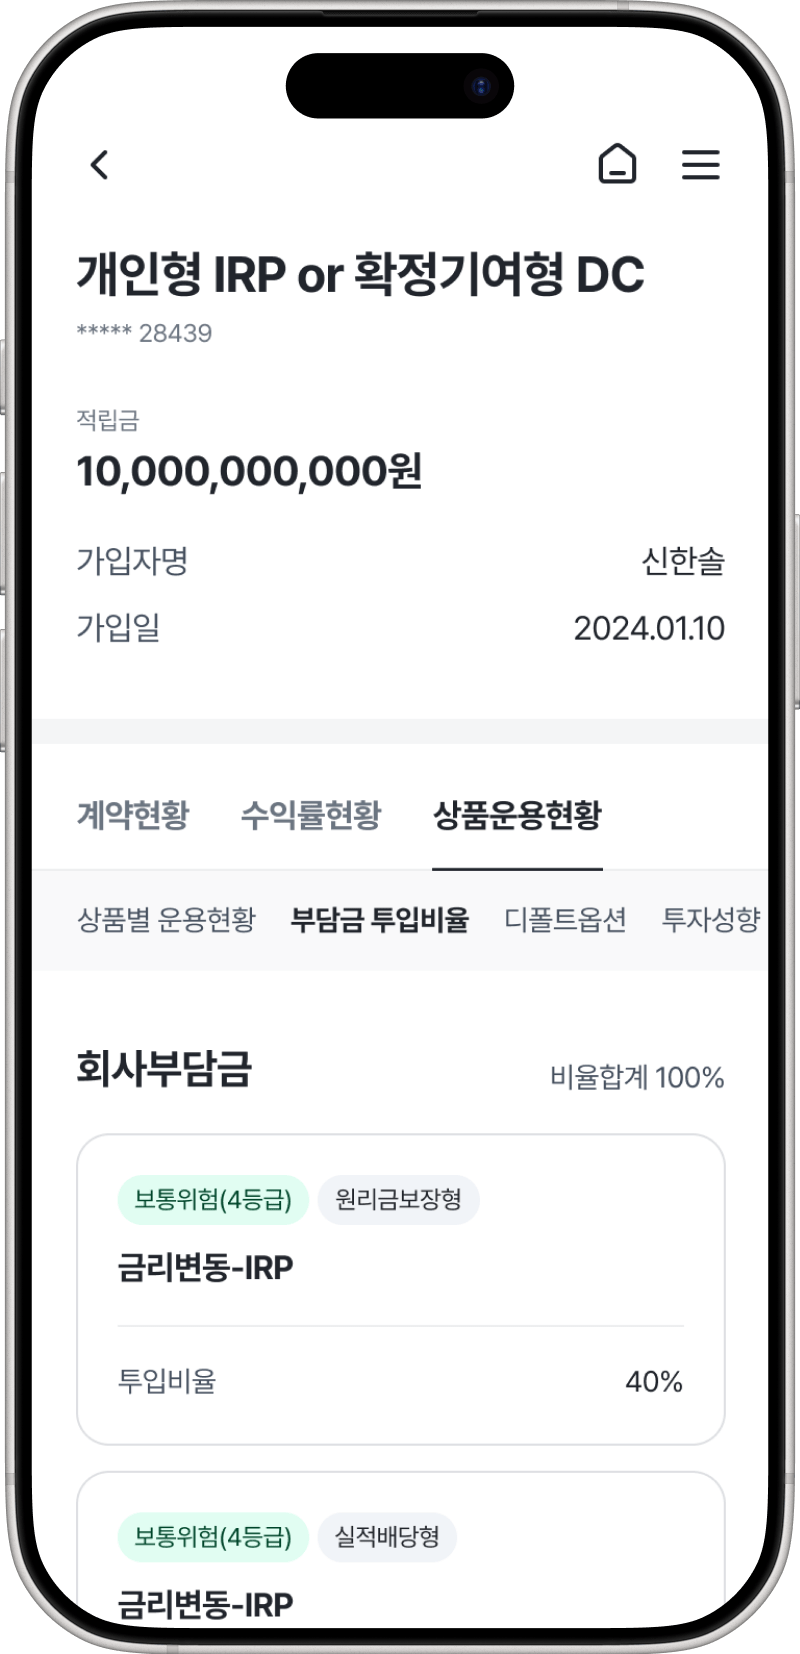 개인형 IRP or 확정기여형 DC
***** 28439
적립금
10,000,000,000원
가입자명 신한솔
가입일 2024.01.10
계약현황 수익률현황 상품운용현황
상품별 운용현황 부담금 투입비율 디폴트옵션 투자성향
회사부담금 비율합계 100%
보통위험(4등급) 원리금보장형
금리변동-IRP
투입비율 40%
보통위험(4등급) 실적배당형
금리변동-IRP